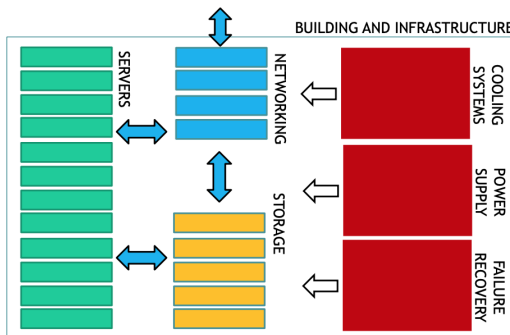 BUILDING AND INFRASTRUCTURE
SERVERS
NETWORKING
STORAGE
COOLING
SYSTEMS
POWER
SUPPLY
FAILURE
RECOVERY